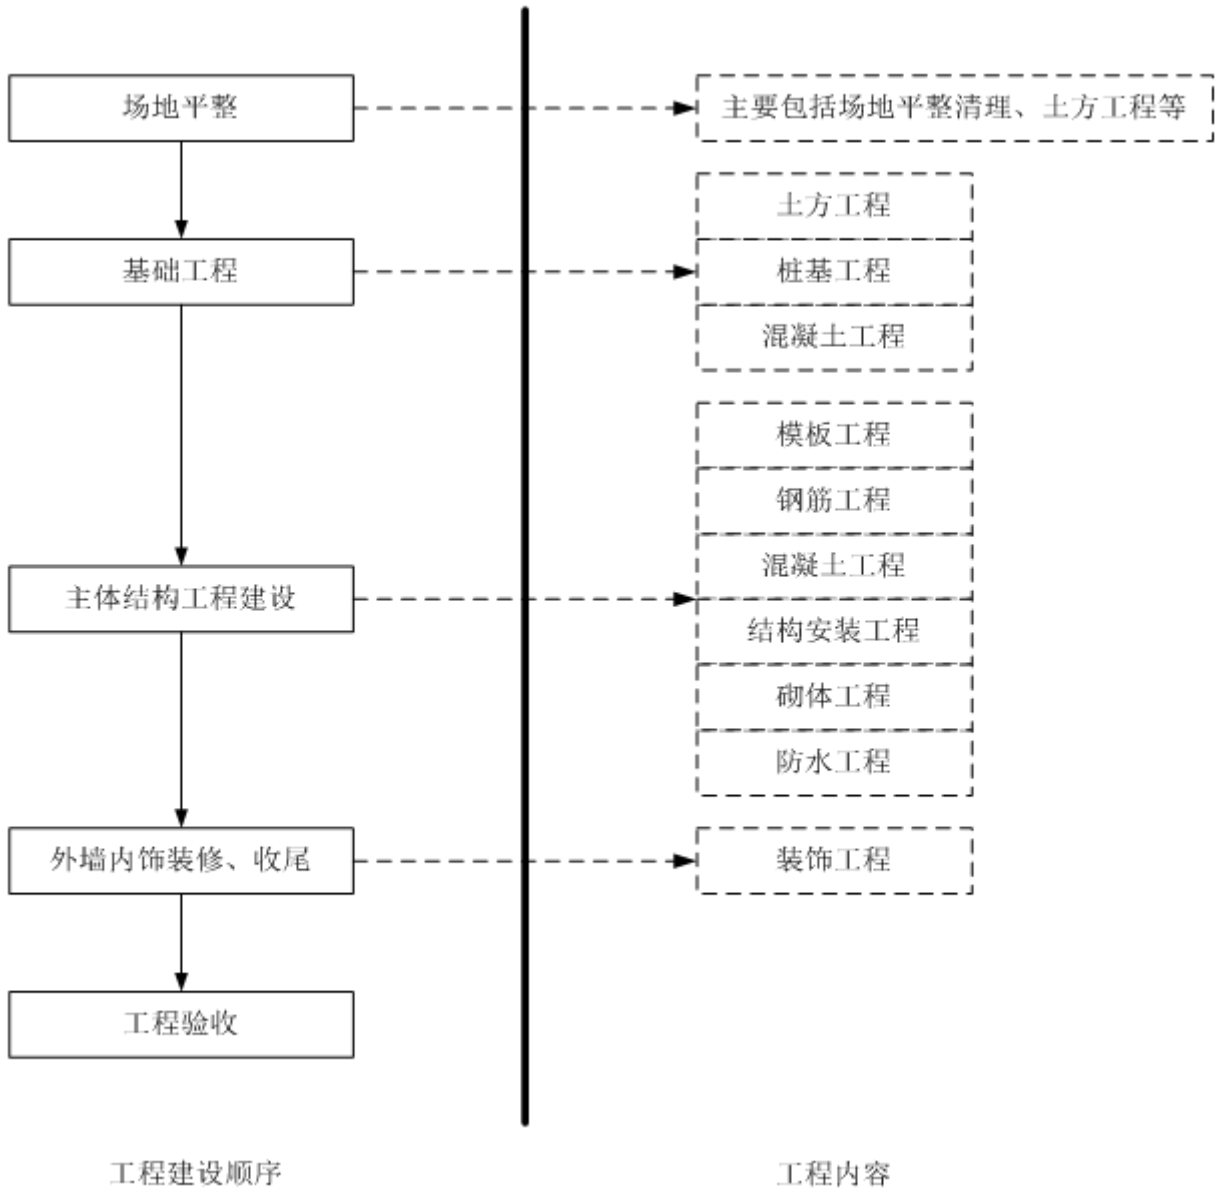 场地平整
主要包括场地平整清理、土方工程等
土方工程
基础工程
桩基工程
混凝土工程
模板工程
钢筋工程
混凝土工程
主体结构工程建设
结构安装工程
砌体工程
防水工程
外墙内饰装修、收尾
装饰工程
工程验收
工程建设顺序
工程内容